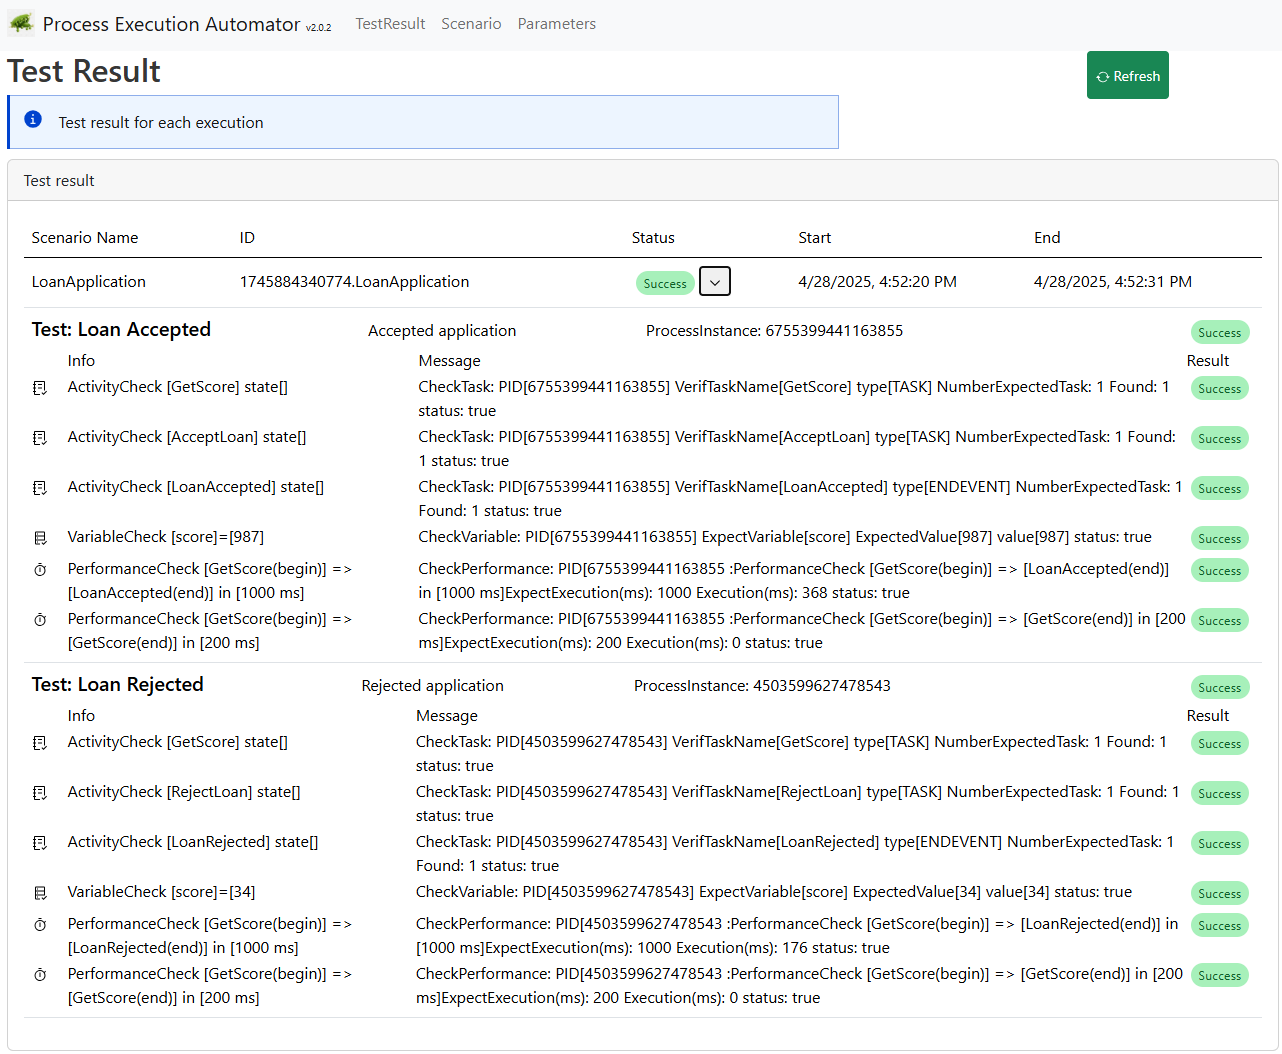 Process Execution Automator v2.0.2 TestResult Scenario Parameters
Test Result
Refresh
Test result for each execution
Test result
Scenario Name ID Status Start End
LoanApplication 1745884340774.LoanApplication Success 4/28/2025, 4:52:20 PM 4/28/2025, 4:52:31 PM
Test: Loan Accepted Accepted application ProcessInstance: 6755399441163855 Success
Info Message Result
ActivityCheck [GetScore] state[] CheckTask: PID[6755399441163855] VerifTaskName[GetScore] type[TASK] NumberExpectedTask: 1 Found: 1 Success
status: true
ActivityCheck [AcceptLoan] state[] CheckTask: PID[6755399441163855] VerifTaskName[AcceptLoan] type[TASK] NumberExpectedTask: 1 Found: Success
1 status: true
ActivityCheck [LoanAccepted] state[] CheckTask: PID[6755399441163855] VerifTaskName[LoanAccepted] type[ENDEVENT] NumberExpectedTask: 1 Success
Found: 1 status: true
VariableCheck [score]=[987] CheckVariable: PID[6755399441163855] ExpectVariable[score] ExpectedValue[987] value[987] status: true Success
PerformanceCheck [GetScore(begin)] => CheckPerformance: PID[6755399441163855 :PerformanceCheck [GetScore(begin)] => [LoanAccepted(end)] Success
[LoanAccepted(end)] in [1000 ms] in [1000 ms]ExpectExecution(ms): 1000 Execution(ms): 368 status: true
PerformanceCheck [GetScore(begin)] => CheckPerformance: PID[6755399441163855 :PerformanceCheck [GetScore(begin)] => [GetScore(end)] in [200 Success
[GetScore(end)] in [200 ms] ms]ExpectExecution(ms): 200 Execution(ms): 0 status: true
Test: Loan Rejected Rejected application ProcessInstance: 4503599627478543 Success
Info Message Result
ActivityCheck [GetScore] state[] CheckTask: PID[4503599627478543] VerifTaskName[GetScore] type[TASK] NumberExpectedTask: 1 Found: 1 Success
status: true
ActivityCheck [RejectLoan] state[] CheckTask: PID[4503599627478543] VerifTaskName[RejectLoan] type[TASK] NumberExpectedTask: 1 Found: 1 Success
status: true
ActivityCheck [LoanRejected] state[] CheckTask: PID[4503599627478543] VerifTaskName[LoanRejected] type[ENDEVENT] NumberExpectedTask: 1 Success
Found: 1 status: true
VariableCheck [score]=[34] CheckVariable: PID[4503599627478543] ExpectVariable[score] ExpectedValue[34] value[34] status: true Success
PerformanceCheck [GetScore(begin)] => CheckPerformance: PID[4503599627478543 :PerformanceCheck [GetScore(begin)] => [LoanRejected(end)] in Success
[LoanRejected(end)] in [1000 ms] [1000 ms]ExpectExecution(ms): 1000 Execution(ms): 176 status: true
PerformanceCheck [GetScore(begin)] => CheckPerformance: PID[4503599627478543 :PerformanceCheck [GetScore(begin)] => [GetScore(end)] in [200 Success
[GetScore(end)] in [200 ms] ms]ExpectExecution(ms): 200 Execution(ms): 0 status: true